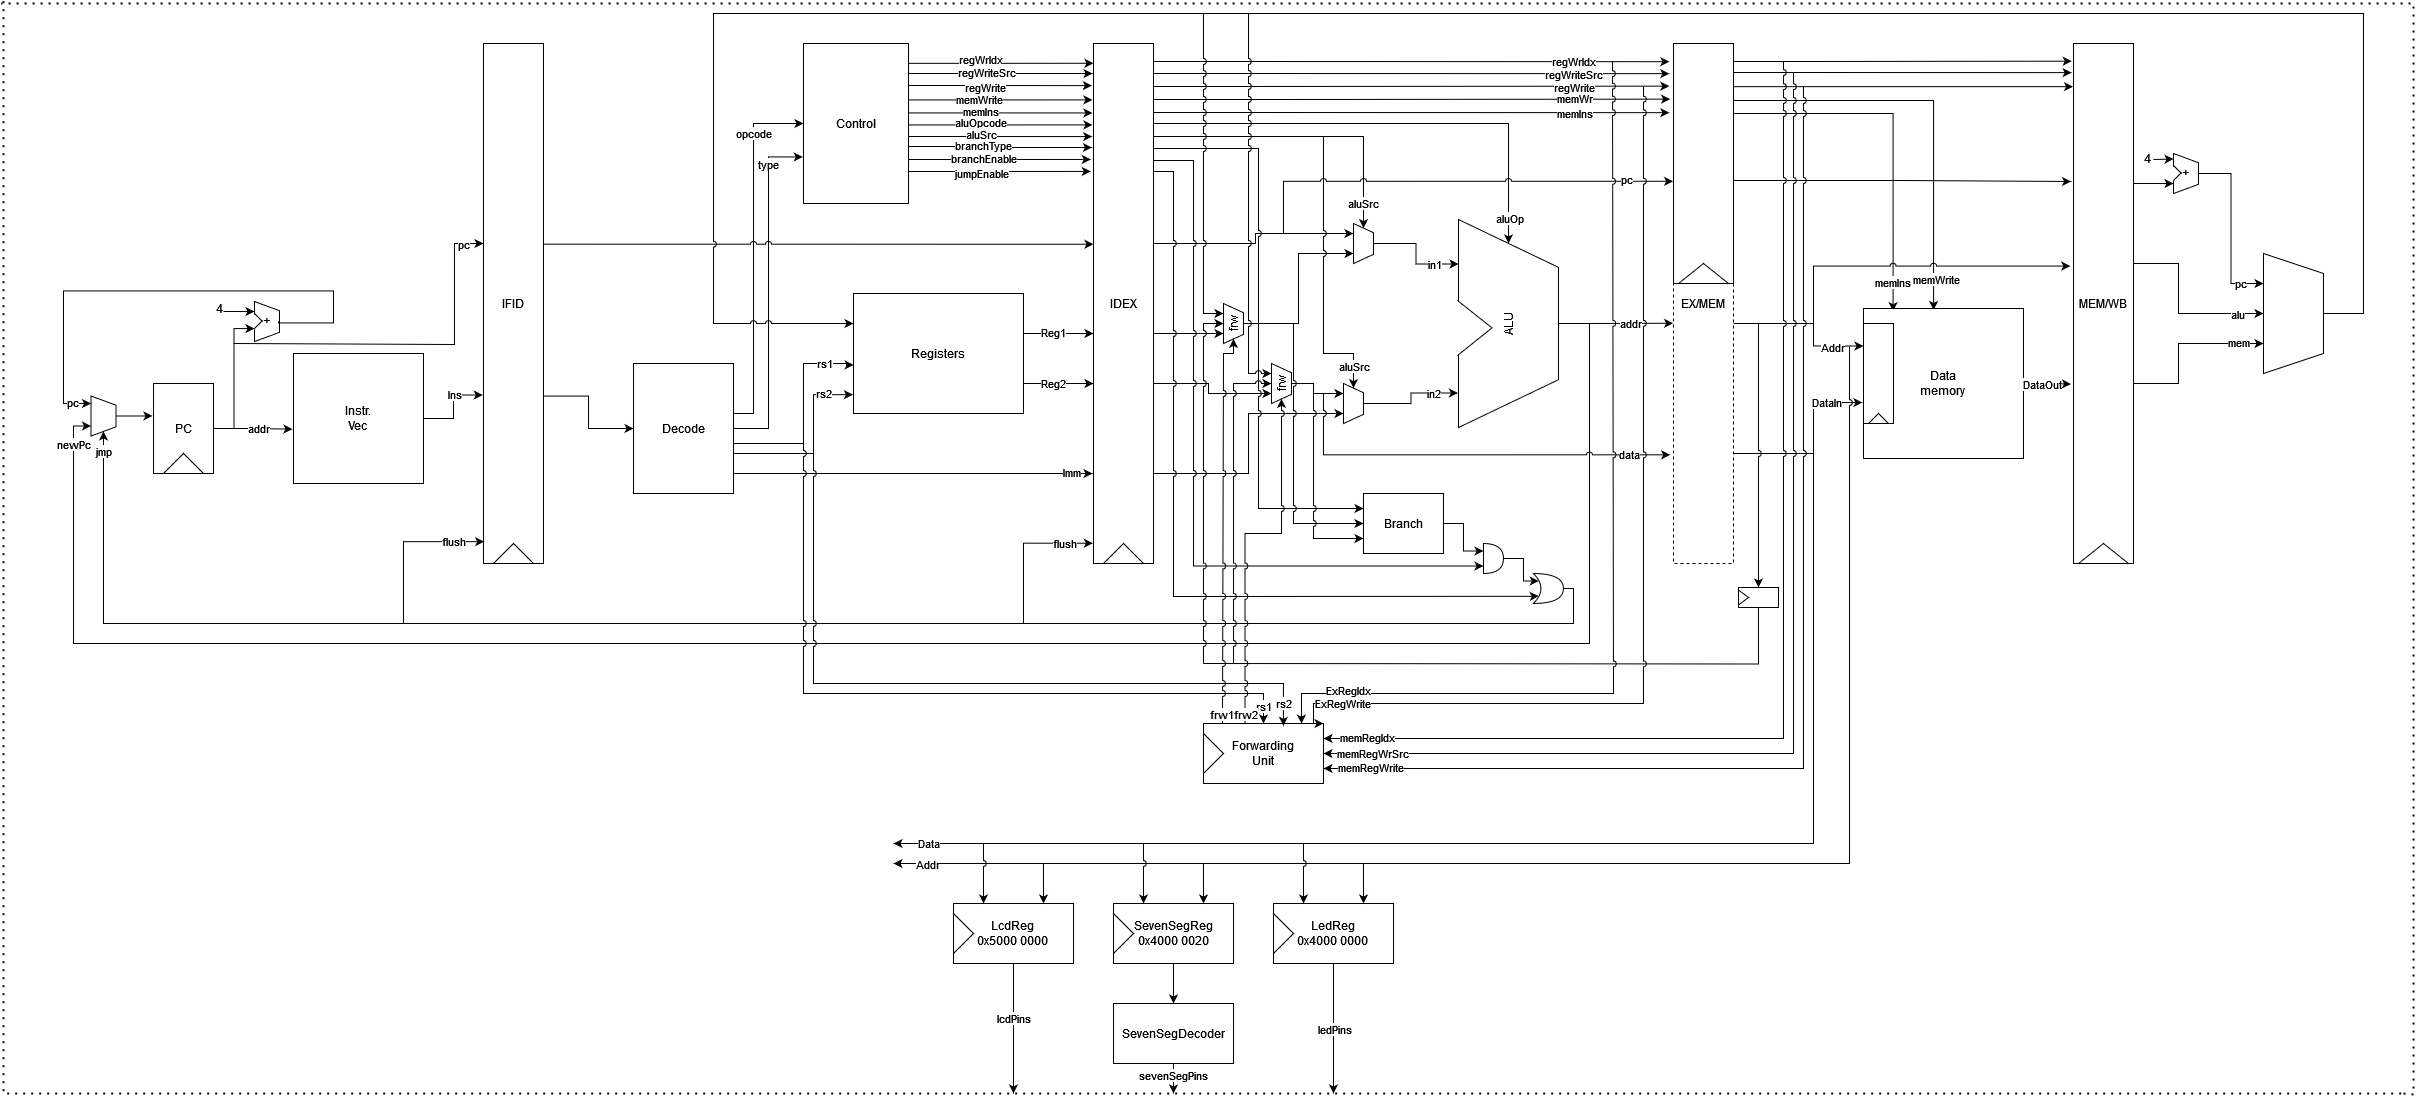 regWrIdx
regWriteSrc
regWrite
memWrite
memIns
aluOpcode
aluSrc
branchType
branchEnable
jumpEnable
Control
opcode
type
regWrIdx
regWriteSrc
regWrite
memWr
memIns
pc
aluSrc
aluOp
4
+
pc
IFID
IDEX
EX/MEM
MEM/WB
memIns
memWrite
in1
pc
alu
mem
4
+
frw
ALU
addr
Registers
Reg1
Reg2
rs1
rs2
Addr
Data
memory
DataOut
DataIn
aluSrc
frw
in2
pc
newPc
jmp
PC
addr
Instr.
Vec
Ins
Decode
Imm
data
Branch
flush
flush
frw1
frw2
rs1
rs2
ExRegIdx
ExRegWrite
Forwarding
Unit
memRegIdx
memRegWrSrc
memRegWrite
Data
Addr
LcdReg
0x5000 0000
SevenSegReg
0x4000 0020
LedReg
0x4000 0000
lcdPins
SevenSegDecoder
ledPins
sevenSegPins